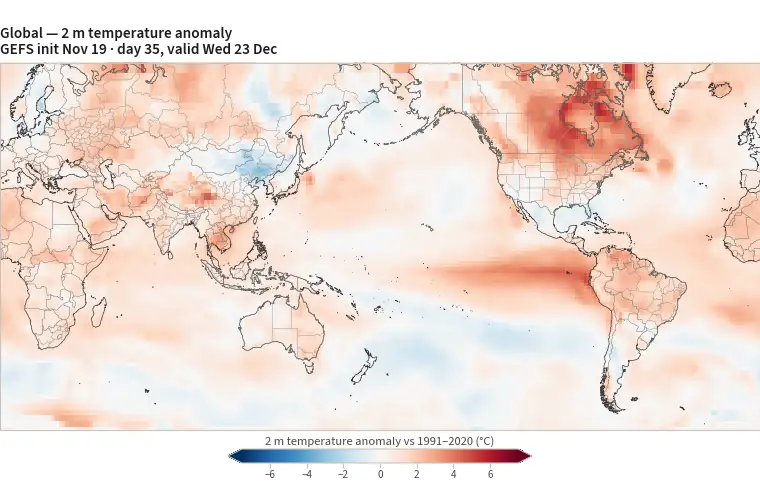 Global — 2 m temperature anomaly
GEFS init Nov 19 · day 35, valid Wed 23 Dec
2 m temperature anomaly vs 1991–2020 (°C)
−6 −4 −2 0 2 4 6